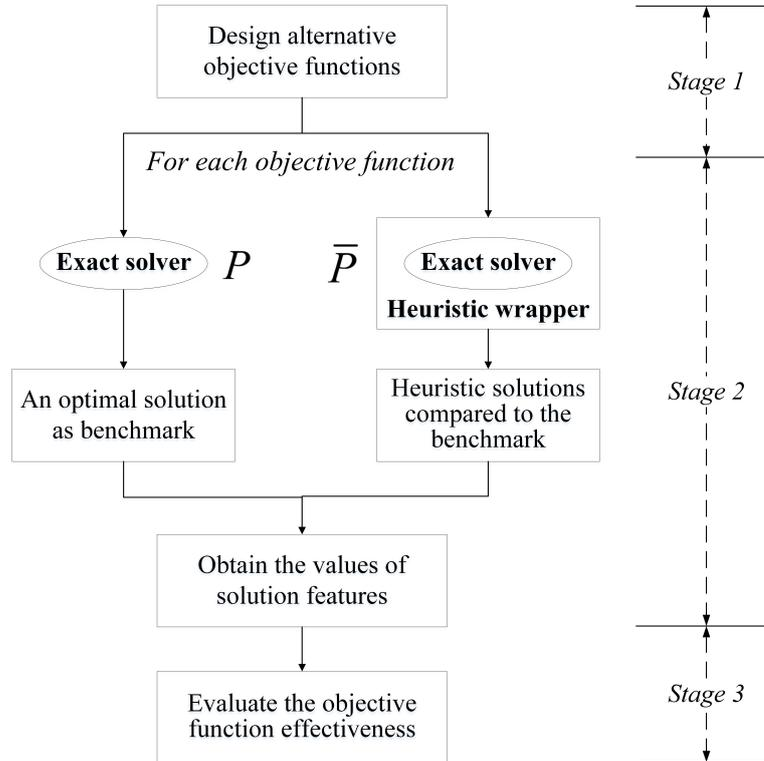 Design alternative
objective functions
Stage 1
For each objective function
Exact solver
P
P̅
Exact solver
Heuristic wrapper
An optimal solution
as benchmark
Heuristic solutions
compared to the
benchmark
Stage 2
Obtain the values of
solution features
Evaluate the objective
function effectiveness
Stage 3